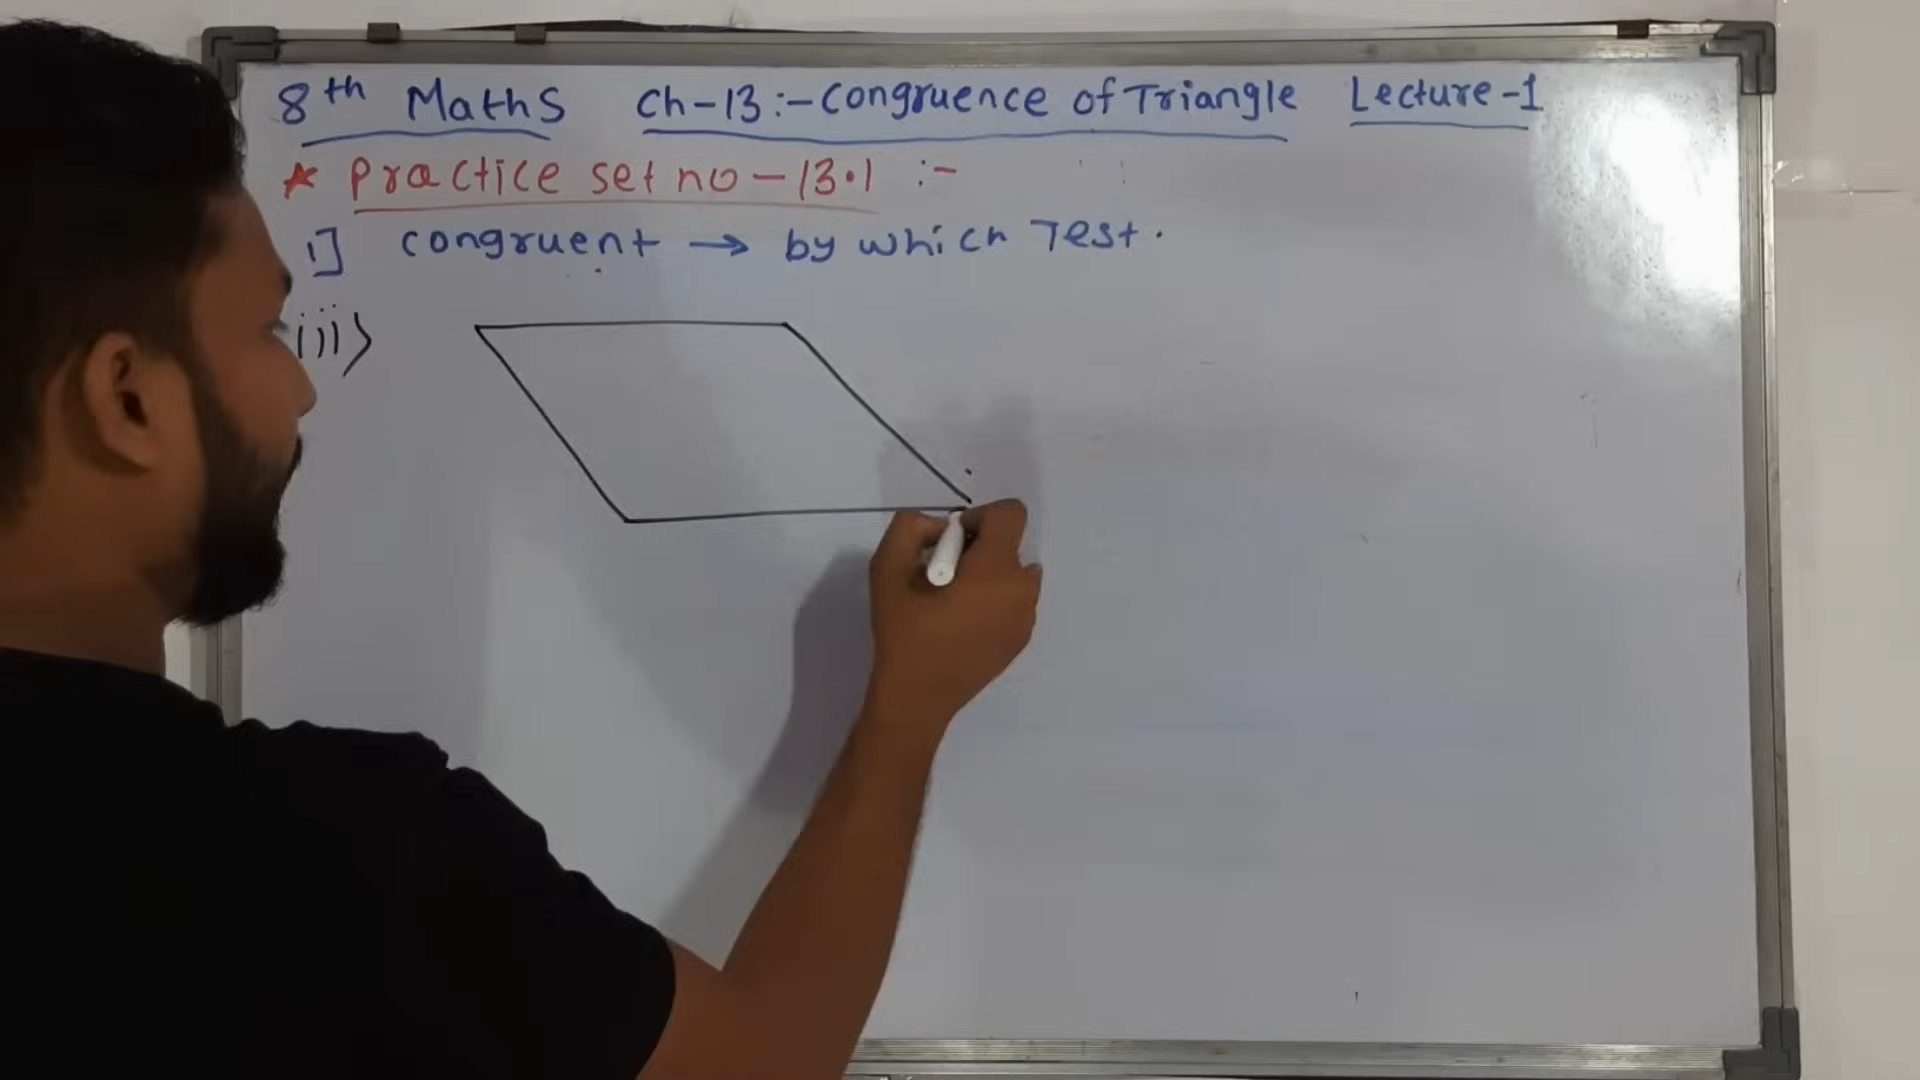 8th Maths Ch-13:- Congruence of Triangle Lecture-1
* Practice set no - 13.1 :-
1] congruent → by which Test.
iii>